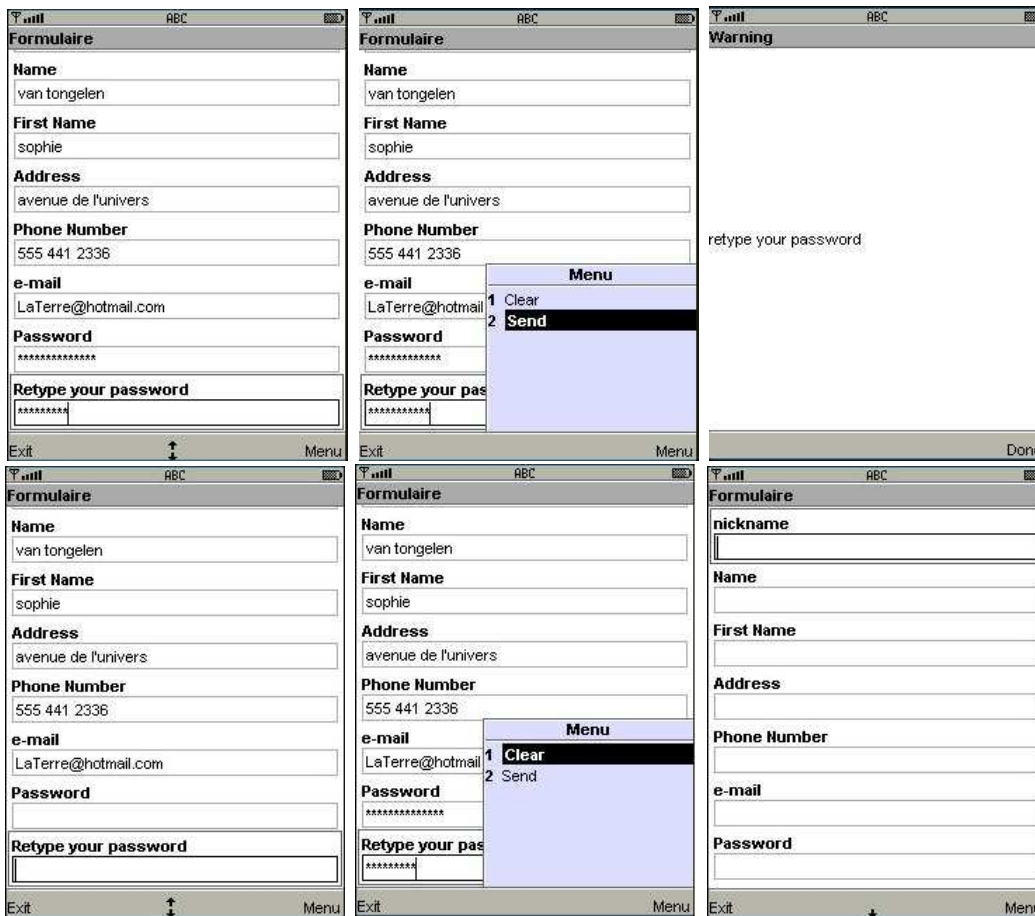 ABC
Formulaire
Name
van tongelen
First Name
sophie
Address
avenue de l'univers
Phone Number
555 441 2336
e-mail
LaTerre@hotmail.com
Password
**************
Retype your password
*********
Exit Menu
ABC
Formulaire
Name
van tongelen
First Name
sophie
Address
avenue de l'univers
Phone Number
555 441 2336
e-mail
LaTerre@hotmail
Password
*************
Retype your pas
***********
Menu
1 Clear
2 Send
Exit Menu
ABC
Warning
retype your password
Done
ABC
Formulaire
Name
van tongelen
First Name
sophie
Address
avenue de l'univers
Phone Number
555 441 2336
e-mail
LaTerre@hotmail.com
Password
Retype your password
Exit Menu
ABC
Formulaire
Name
van tongelen
First Name
sophie
Address
avenue de l'univers
Phone Number
555 441 2336
e-mail
LaTerre@hotmail
Password
**************
Retype your pas
*********
Menu
1 Clear
2 Send
Exit Menu
ABC
Formulaire
nickname
Name
First Name
Address
Phone Number
e-mail
Password
Exit Menu